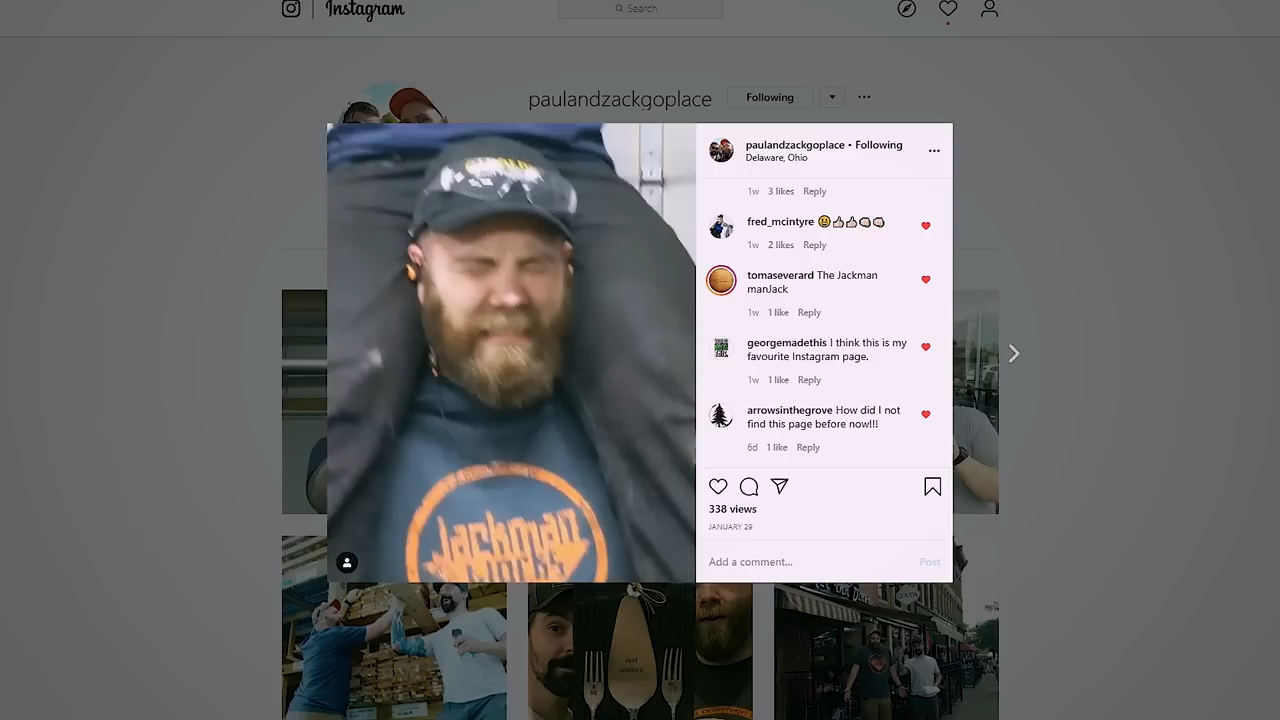 Instagram
Search
paulandzackgoplace
Following
paulandzackgoplace • Following
Delaware, Ohio
1w 3 likes Reply
fred_mcintyre 😆👍🏻👍🏻👊🏻👊🏻
1w 2 likes Reply
tomaseverard The Jackman
manJack
1w 1 like Reply
georgemadethis I think this is my
favourite Instagram page.
1w 1 like Reply
arrowsinthegrove How did I not
find this page before now!!!
6d 1 like Reply
Jackman
338 views
JANUARY 29
Add a comment...
Post